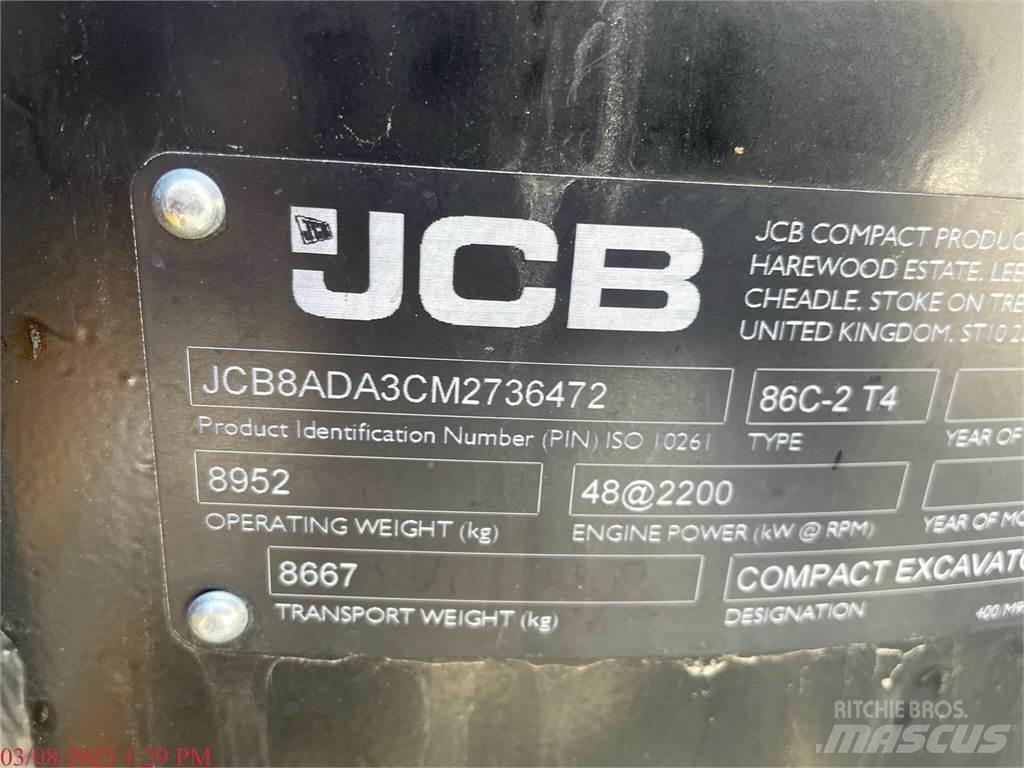 JCB
JCB COMPACT PRODUC
HAREWOOD ESTATE, LEE
CHEADLE, STOKE ON TRE
UNITED KINGDOM, ST10
JCB8ADA3CM2736472
86C-2 T4
Product Identification Number (PIN) ISO 10261
TYPE
YEAR OF
8952
48@2200
OPERATING WEIGHT (kg)
ENGINE POWER (kW @ RPM)
YEAR OF MO
8667
COMPACT EXCAVATO
TRANSPORT WEIGHT (kg)
DESIGNATION
RITCHIE BROS.
MASCUS
03/08/2023 1:29 PM